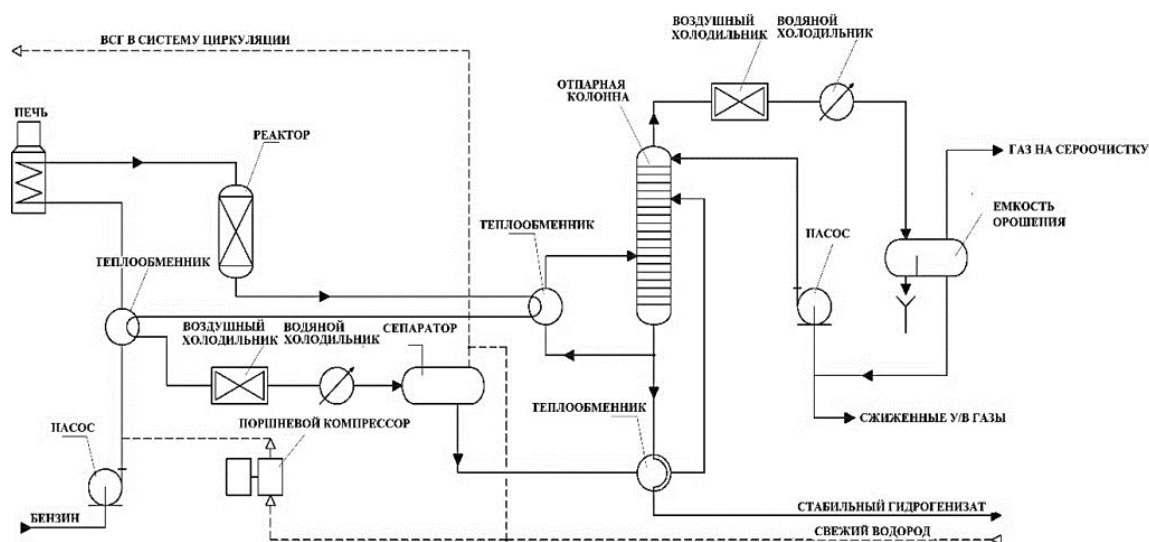 ВОЗДУШНЫЙ
ХОЛОДИЛЬНИК
ВОДЯНОЙ
ХОЛОДИЛЬНИК
ВСГ В СИСТЕМУ ЦИРКУЛЯЦИИ
ОТПАРНАЯ
КОЛОННА
ПЕЧЬ
РЕАКТОР
ГАЗ НА СЕРООЧИСТКУ
ЕМКОСТЬ
ОРОШЕНИЯ
ТЕПЛООБМЕННИК
ПАСОС
ТЕПЛООБМЕННИК
ВОЗДУШНЫЙ
ХОЛОДИЛЬНИК
ВОДЯНОЙ
ХОЛОДИЛЬНИК
СЕПАРАТОР
ТЕПЛООБМЕННИК
СЖИЖЕННЫЕ У/В ГАЗЫ
ПОРШНЕВОЙ КОМПРЕССОР
ПАСОС
БЕНЗИН
СТАБИЛЬНЫЙ ГИДРОГЕНИЗАТ
СВЕЖИЙ ВОДОРОД